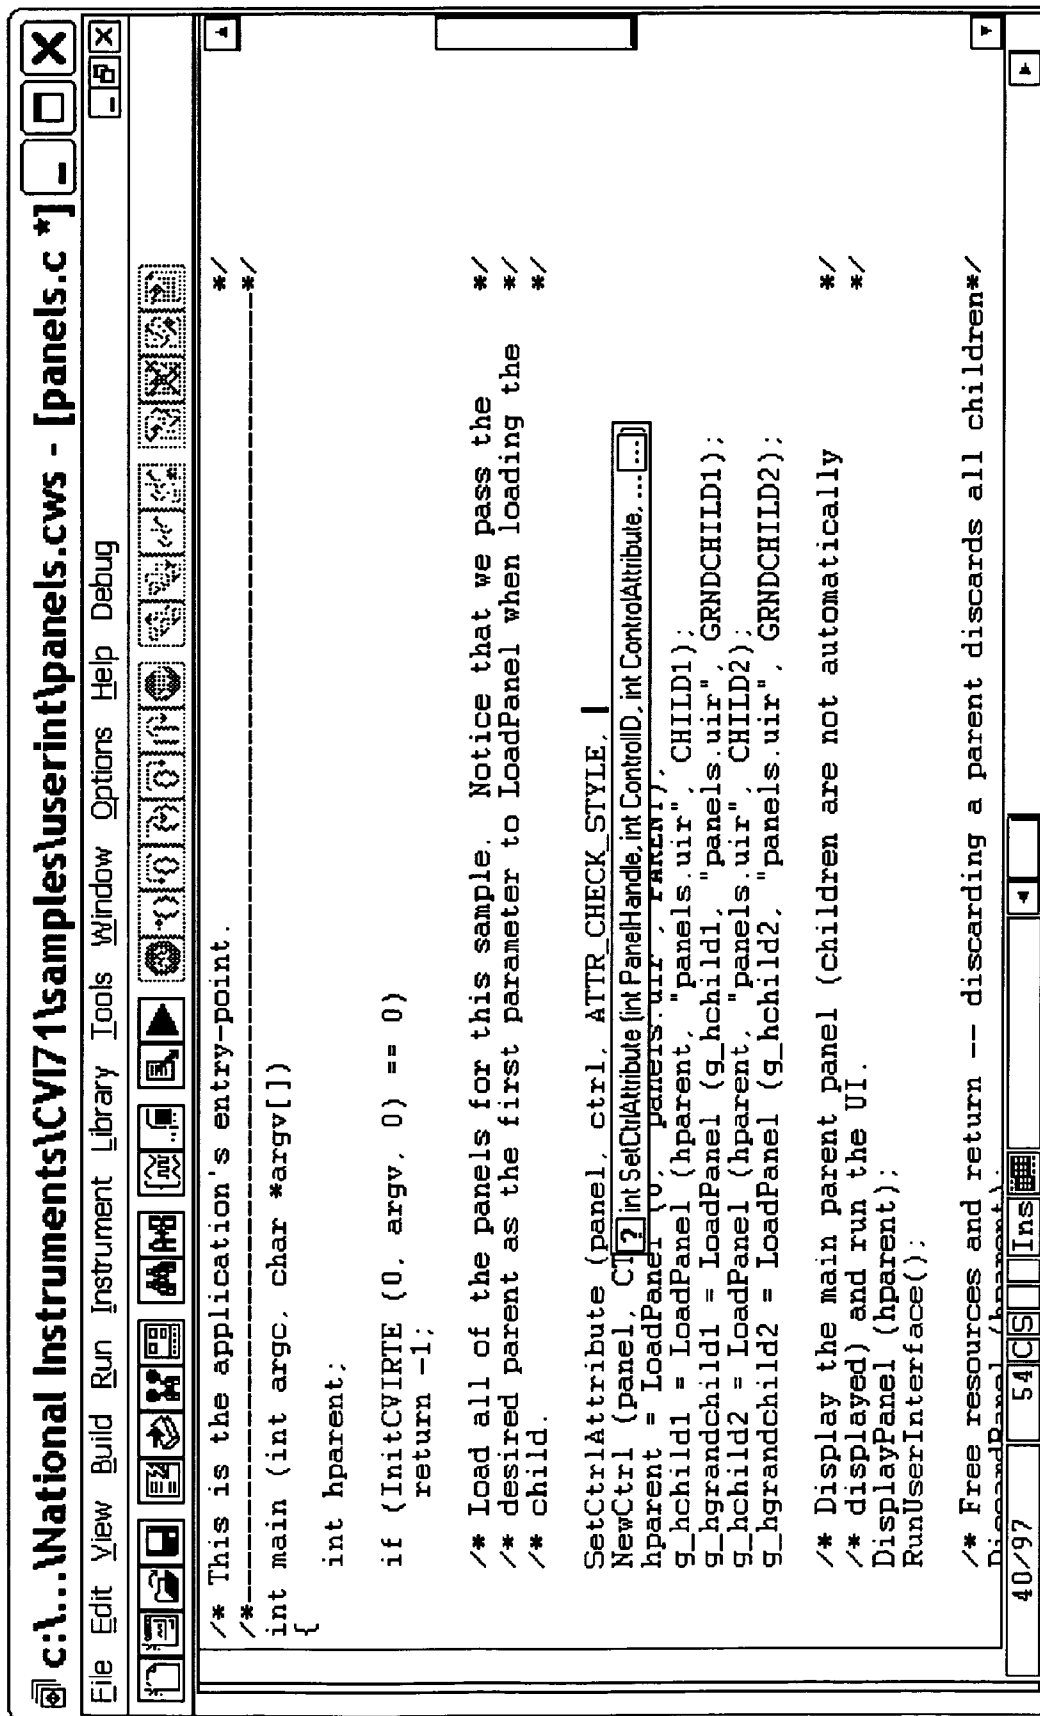 c:\...\National Instruments\CVI71\samples\userint\panels.cws - [panels.c *]
File Edit View Build Run Instrument Library Tools Window Options Help Debug
/* This is the application's entry-point. */
/*---------------------------------------------------------------------------*/
int main (int argc, char *argv[])
{
int hparent;
if (InitCVIRTE (0, argv, 0) == 0)
return -1;
/* Load all of the panels for this sample. Notice that we pass the */
/* desired parent as the first parameter to LoadPanel when loading the */
/* child. */
SetCtrlAttribute (panel, ctrl, ATTR_CHECK_STYLE,
NewCtrl (panel, CT
? int SetCtrlAttribute (int PanelHandle, int ControlID, int ControlAttribute, ... ...)
hparent = LoadPanel (0, "panels.uir", PARENT);
g_hchild1 = LoadPanel (hparent, "panels.uir", CHILD1);
g_hgrandchild1 = LoadPanel (g_hchild1, "panels.uir", GRNDCHILD1);
g_hchild2 = LoadPanel (hparent, "panels.uir", CHILD2);
g_hgrandchild2 = LoadPanel (g_hchild2, "panels.uir", GRNDCHILD2);
/* Display the main parent panel (children are not automatically */
/* displayed) and run the UI. */
DisplayPanel (hparent);
RunUserInterface();
/* Free resources and return -- discarding a parent discards all children*/
DiscardPanel (hparent);
40/97 54 C S Ins